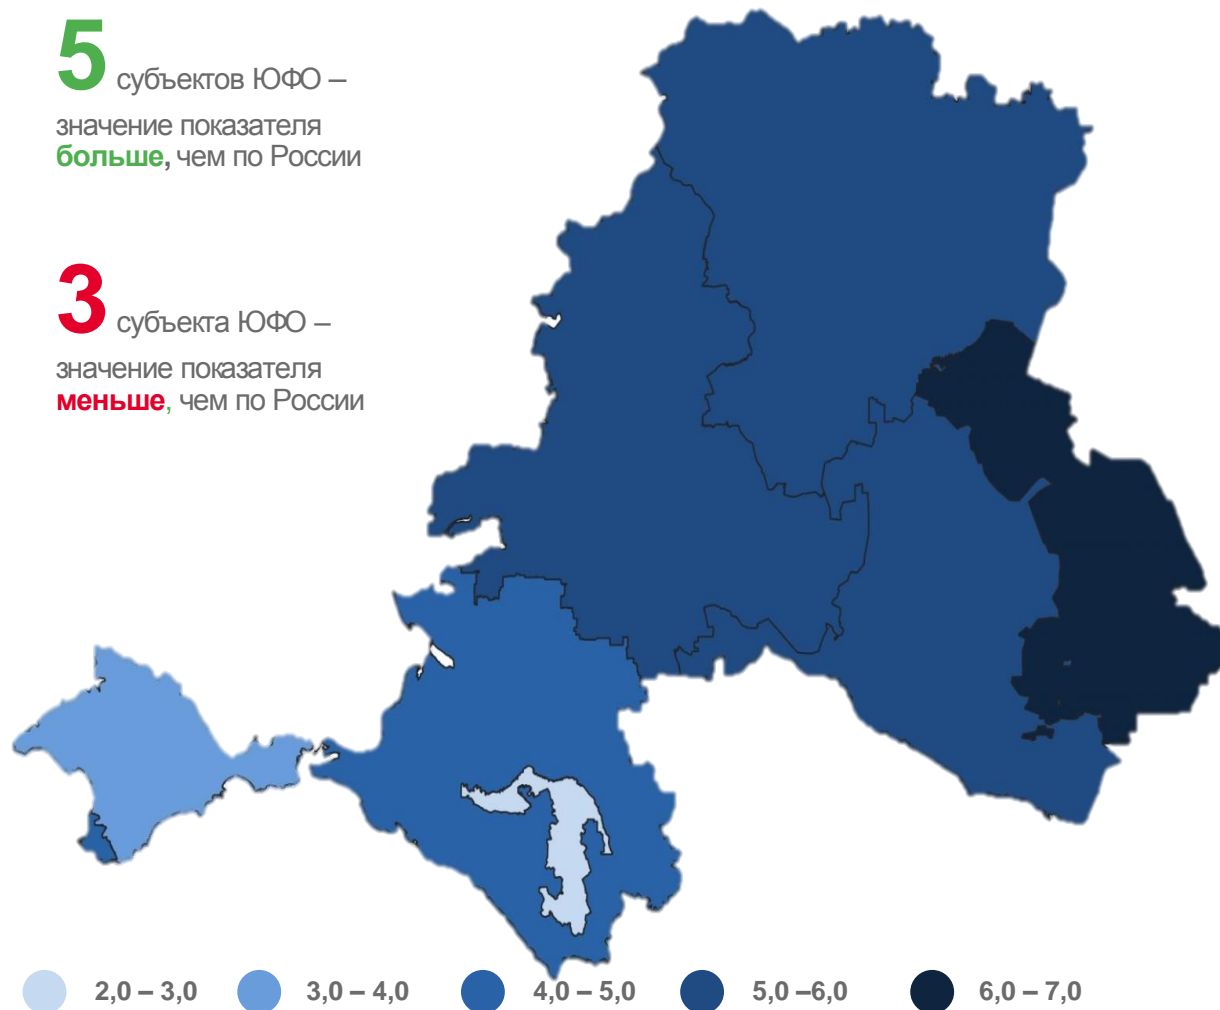 5 субъектов ЮФО –
значение показателя
больше, чем по России
3 субъекта ЮФО –
значение показателя
меньше, чем по России
2,0 – 3,0 3,0 – 4,0 4,0 – 5,0 5,0 –6,0 6,0 – 7,0